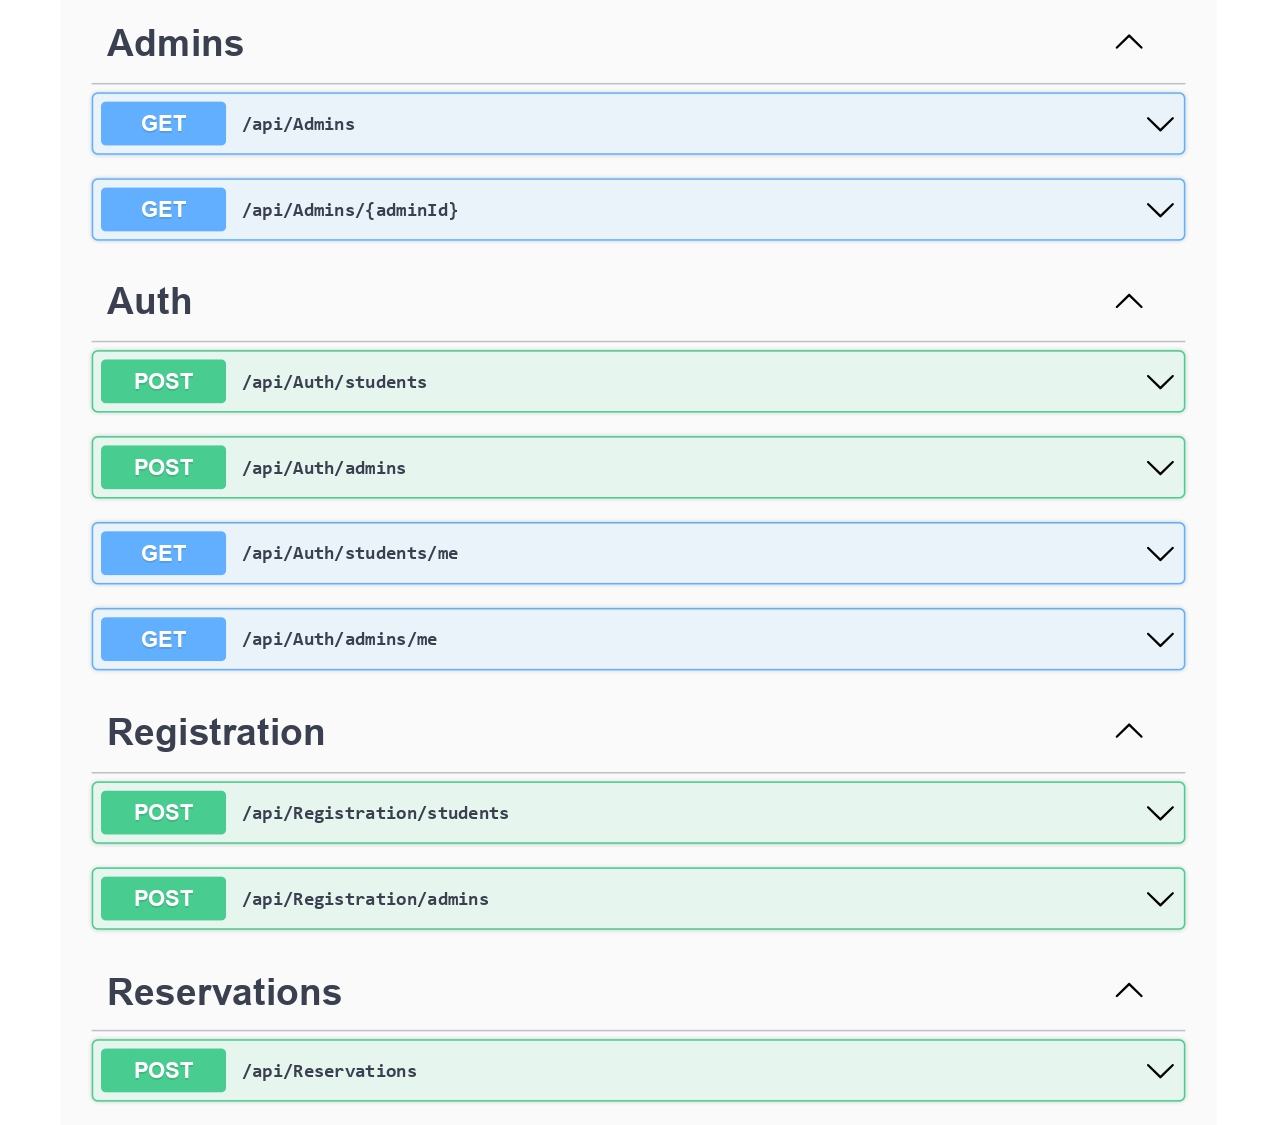 Admins
GET /api/Admins
GET /api/Admins/{adminId}
Auth
POST /api/Auth/students
POST /api/Auth/admins
GET /api/Auth/students/me
GET /api/Auth/admins/me
Registration
POST /api/Registration/students
POST /api/Registration/admins
Reservations
POST /api/Reservations